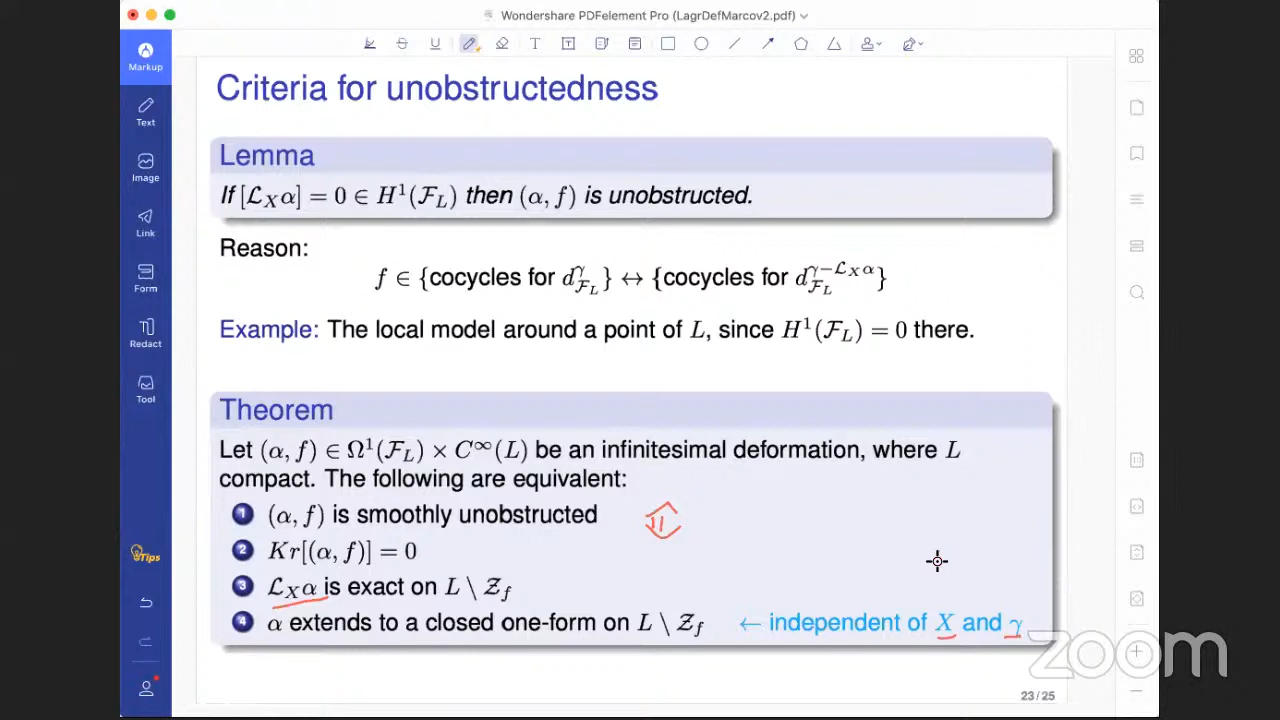 Wondershare PDFelement Pro (LagrDefMarcov2.pdf)
Markup
Text
Image
Link
Form
Redact
Tool
Tips
Criteria for unobstructedness
Lemma
If [ℒ_X α] = 0 ∈ H¹(ℱ_L) then (α, f) is unobstructed.
Reason:
f ∈ {cocycles for d^γ_{ℱ_L}} ↔ {cocycles for d^{γ−ℒ_X α}_{ℱ_L}}
Example: The local model around a point of L, since H¹(ℱ_L) = 0 there.
Theorem
Let (α, f) ∈ Ω¹(ℱ_L) × C^∞(L) be an infinitesimal deformation, where L
compact. The following are equivalent:
1 (α, f) is smoothly unobstructed
2 Kr[(α, f)] = 0
3 ℒ_X α is exact on L \ 𝒵_f
4 α extends to a closed one-form on L \ 𝒵_f ← independent of X and γ
23 / 25
zoom